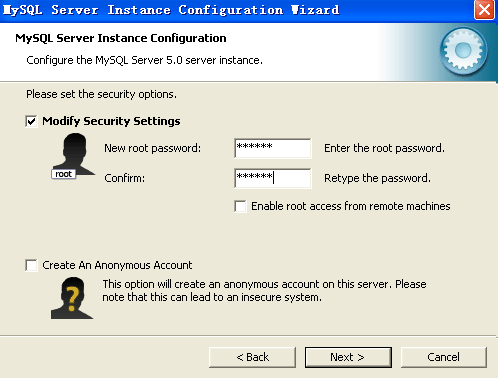 MySQL Server Instance Configuration Wizard
MySQL Server Instance Configuration
Configure the MySQL Server 5.0 server instance.
Please set the security options.
Modify Security Settings
New root password: ****** Enter the root password.
root
Confirm: ****** Retype the password.
Enable root access from remote machines
Create An Anonymous Account
This option will create an anonymous account on this server. Please
note that this can lead to an insecure system.
< Back Next > Cancel